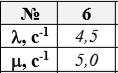 № 6
λ, с-1 4,5
μ, с-1 5,0